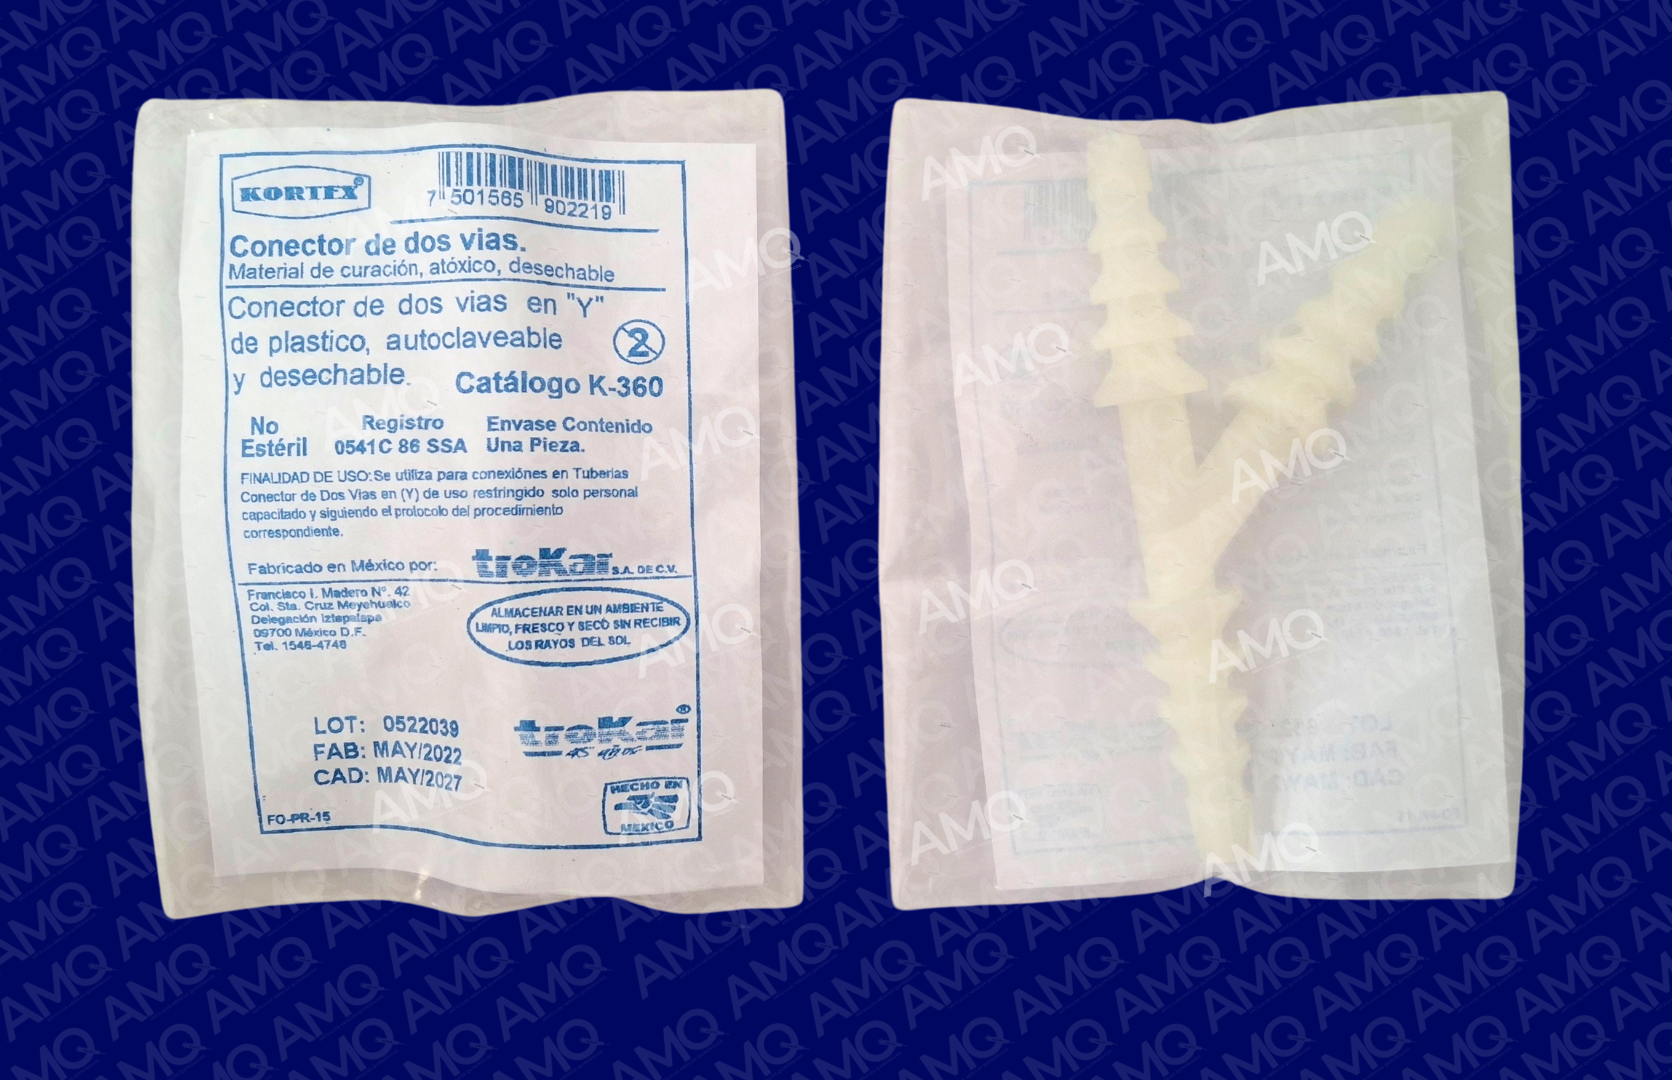 KORTEX®
7 501565 902219
Conector de dos vias.
Material de curación, atóxico, desechable
Conector de dos vias en "Y"
de plastico, autoclaveable
2
y desechable.
Catálogo K-360
No Estéril
Registro 0541C 86 SSA
Envase Contenido Una Pieza.
FINALIDAD DE USO: Se utiliza para conexiónes en Tuberias
Conector de Dos Vias en (Y) de uso restringido solo personal
capacitado y siguiendo el protocolo del procedimiento
correspondiente.
Fabricado en México por:
troKar S.A. DE C.V.
Francisco I. Madero Nº. 42
Col. Sta. Cruz Meyehualco
Delegación Iztapalapa
09700 México D.F.
Tel. 1546-4748
ALMACENAR EN UN AMBIENTE
LIMPIO, FRESCO Y SECO SIN RECIBIR
LOS RAYOS DEL SOL
LOT: 0522039
FAB: MAY/2022
CAD: MAY/2027
troKar®
45 años
HECHO EN
MEXICO
FO-PR-15
AMQ